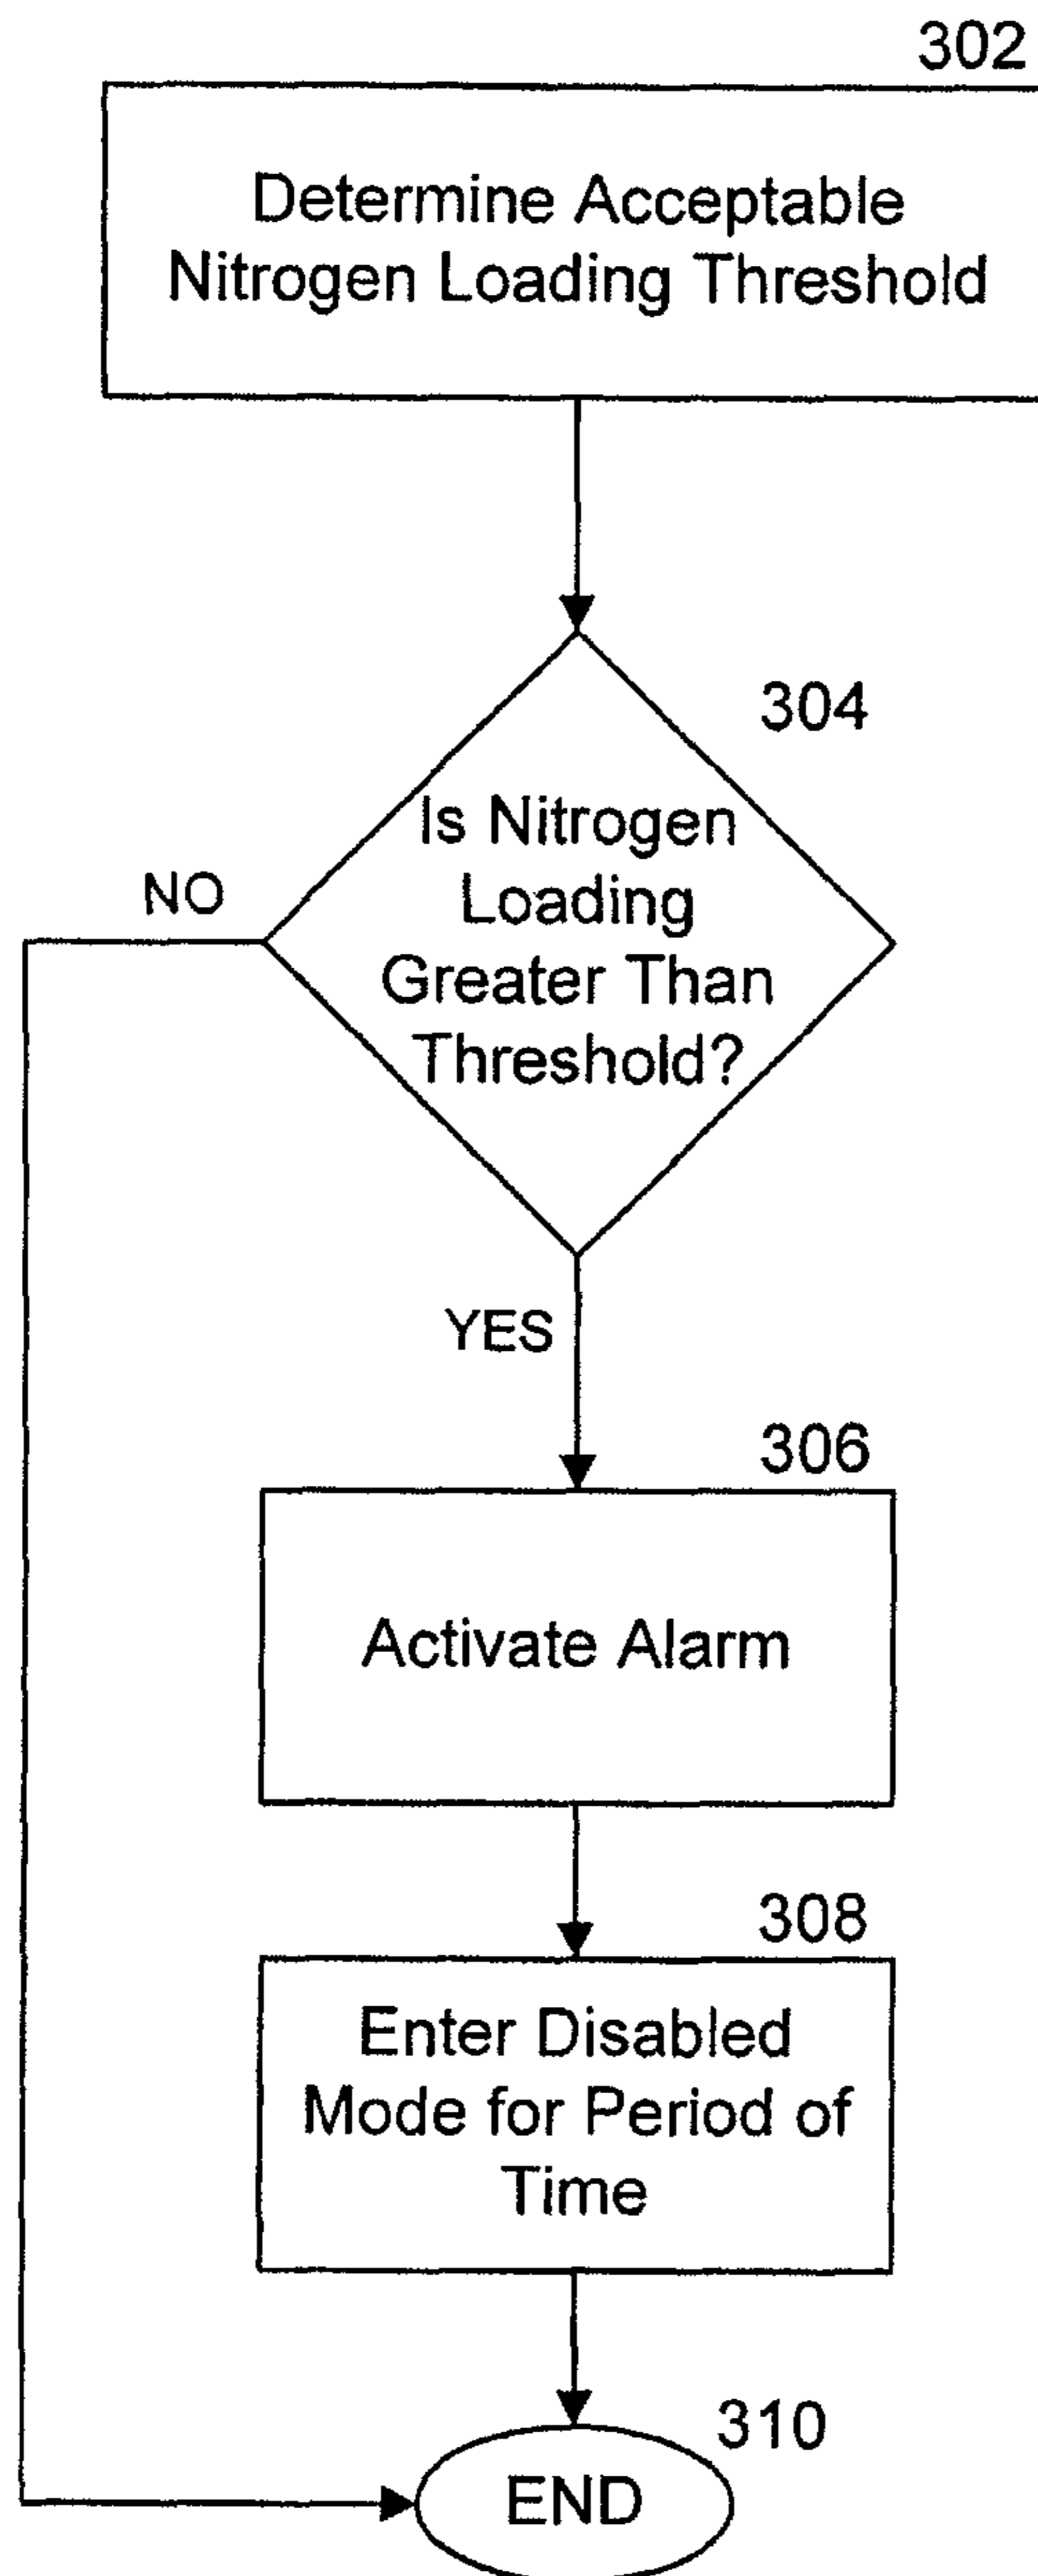 302
Determine Acceptable
Nitrogen Loading Threshold
304
Is Nitrogen
Loading
Greater Than
Threshold?
NO
YES
306
Activate Alarm
308
Enter Disabled
Mode for Period of
Time
310
END